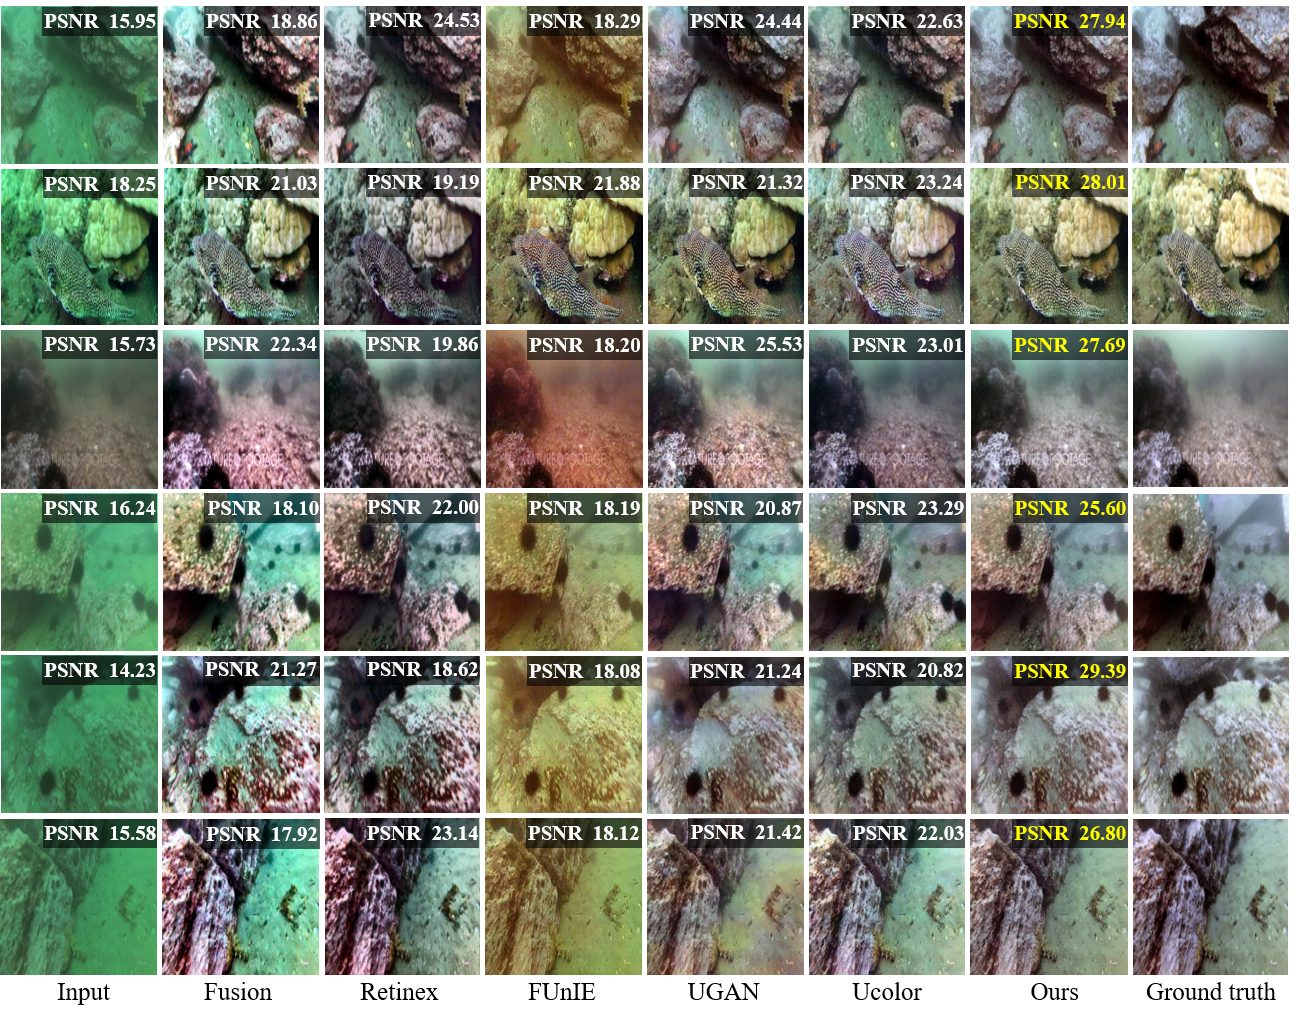 PSNR 15.95 PSNR 18.86 PSNR 24.53 PSNR 18.29 PSNR 24.44 PSNR 22.63 PSNR 27.94
PSNR 18.25 PSNR 21.03 PSNR 19.19 PSNR 21.88 PSNR 21.32 PSNR 23.24 PSNR 28.01
PSNR 15.73 PSNR 22.34 PSNR 19.86 PSNR 18.20 PSNR 25.53 PSNR 23.01 PSNR 27.69
PSNR 16.24 PSNR 18.10 PSNR 22.00 PSNR 18.19 PSNR 20.87 PSNR 23.29 PSNR 25.60
PSNR 14.23 PSNR 21.27 PSNR 18.62 PSNR 18.08 PSNR 21.24 PSNR 20.82 PSNR 29.39
PSNR 15.58 PSNR 17.92 PSNR 23.14 PSNR 18.12 PSNR 21.42 PSNR 22.03 PSNR 26.80
Input Fusion Retinex FUnIE UGAN Ucolor Ours Ground truth